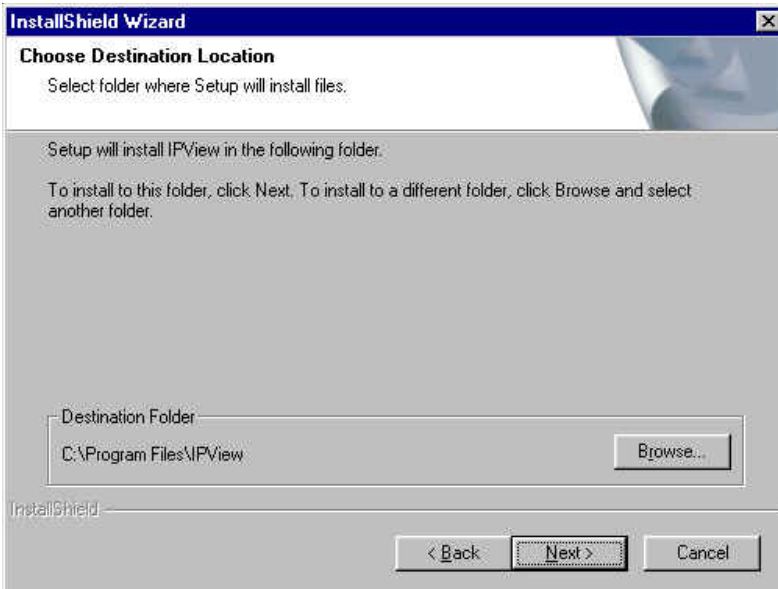 InstallShield Wizard
Choose Destination Location
Select folder where Setup will install files.
Setup will install IPView in the following folder.
To install to this folder, click Next. To install to a different folder, click Browse and select
another folder.
Destination Folder
C:\Program Files\IPView
Browse...
InstallShield
< Back
Next >
Cancel